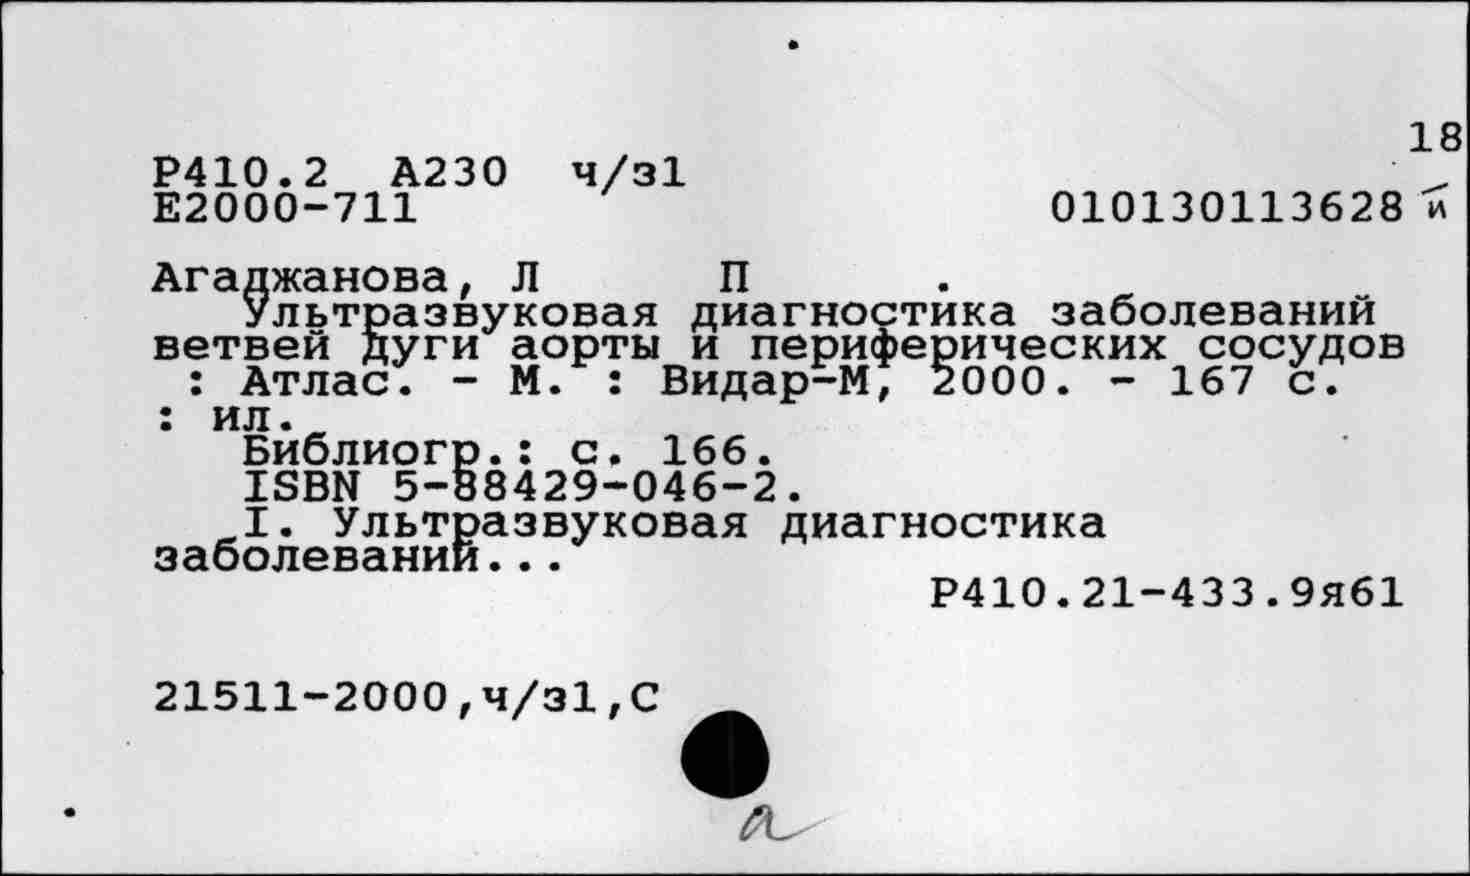 18
Р410.2 А230 ч/з1
Е2000-711 010130113628 и
Агаджанова, Л П .
Ультразвуковая диагностика заболеваний
ветвей дуги аорты и периферических сосудов
: Атлас. - М. : Видар-М, 2000. - 167 с.
: ил.
Библиогр.: с. 166.
ISBN 5-88429-046-2.
I. Ультразвуковая диагностика
заболеваний...
Р410.21-433.9я61
21511-2000,ч/з1,С